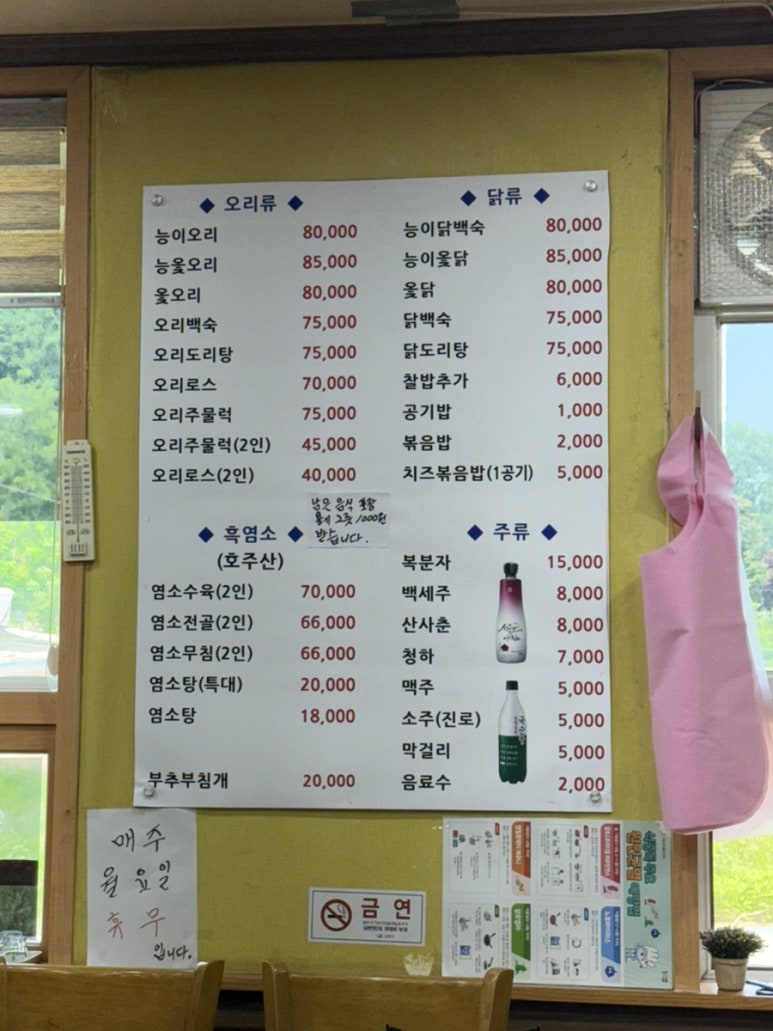 ◆ 오리류 ◆
능이오리 80,000
능옻오리 85,000
옻오리 80,000
오리백숙 75,000
오리도리탕 75,000
오리로스 70,000
오리주물럭 75,000
오리주물럭(2인) 45,000
오리로스(2인) 40,000
◆ 닭류 ◆
능이닭백숙 80,000
능이옻닭 85,000
옻닭 80,000
닭백숙 75,000
닭도리탕 75,000
찰밥추가 6,000
공기밥 1,000
볶음밥 2,000
치즈볶음밥(1공기) 5,000
남은 음식 포장
용기 그릇 1000원
받습니다.
◆ 흑염소 ◆
(호주산)
염소수육(2인) 70,000
염소전골(2인) 66,000
염소무침(2인) 66,000
염소탕(특대) 20,000
염소탕 18,000
부추부침개 20,000
◆ 주류 ◆
복분자 15,000
백세주 8,000
산사춘 8,000
청하 7,000
맥주 5,000
소주(진로) 5,000
막걸리 5,000
음료수 2,000
매주
월요일
휴무
입니다.
금연